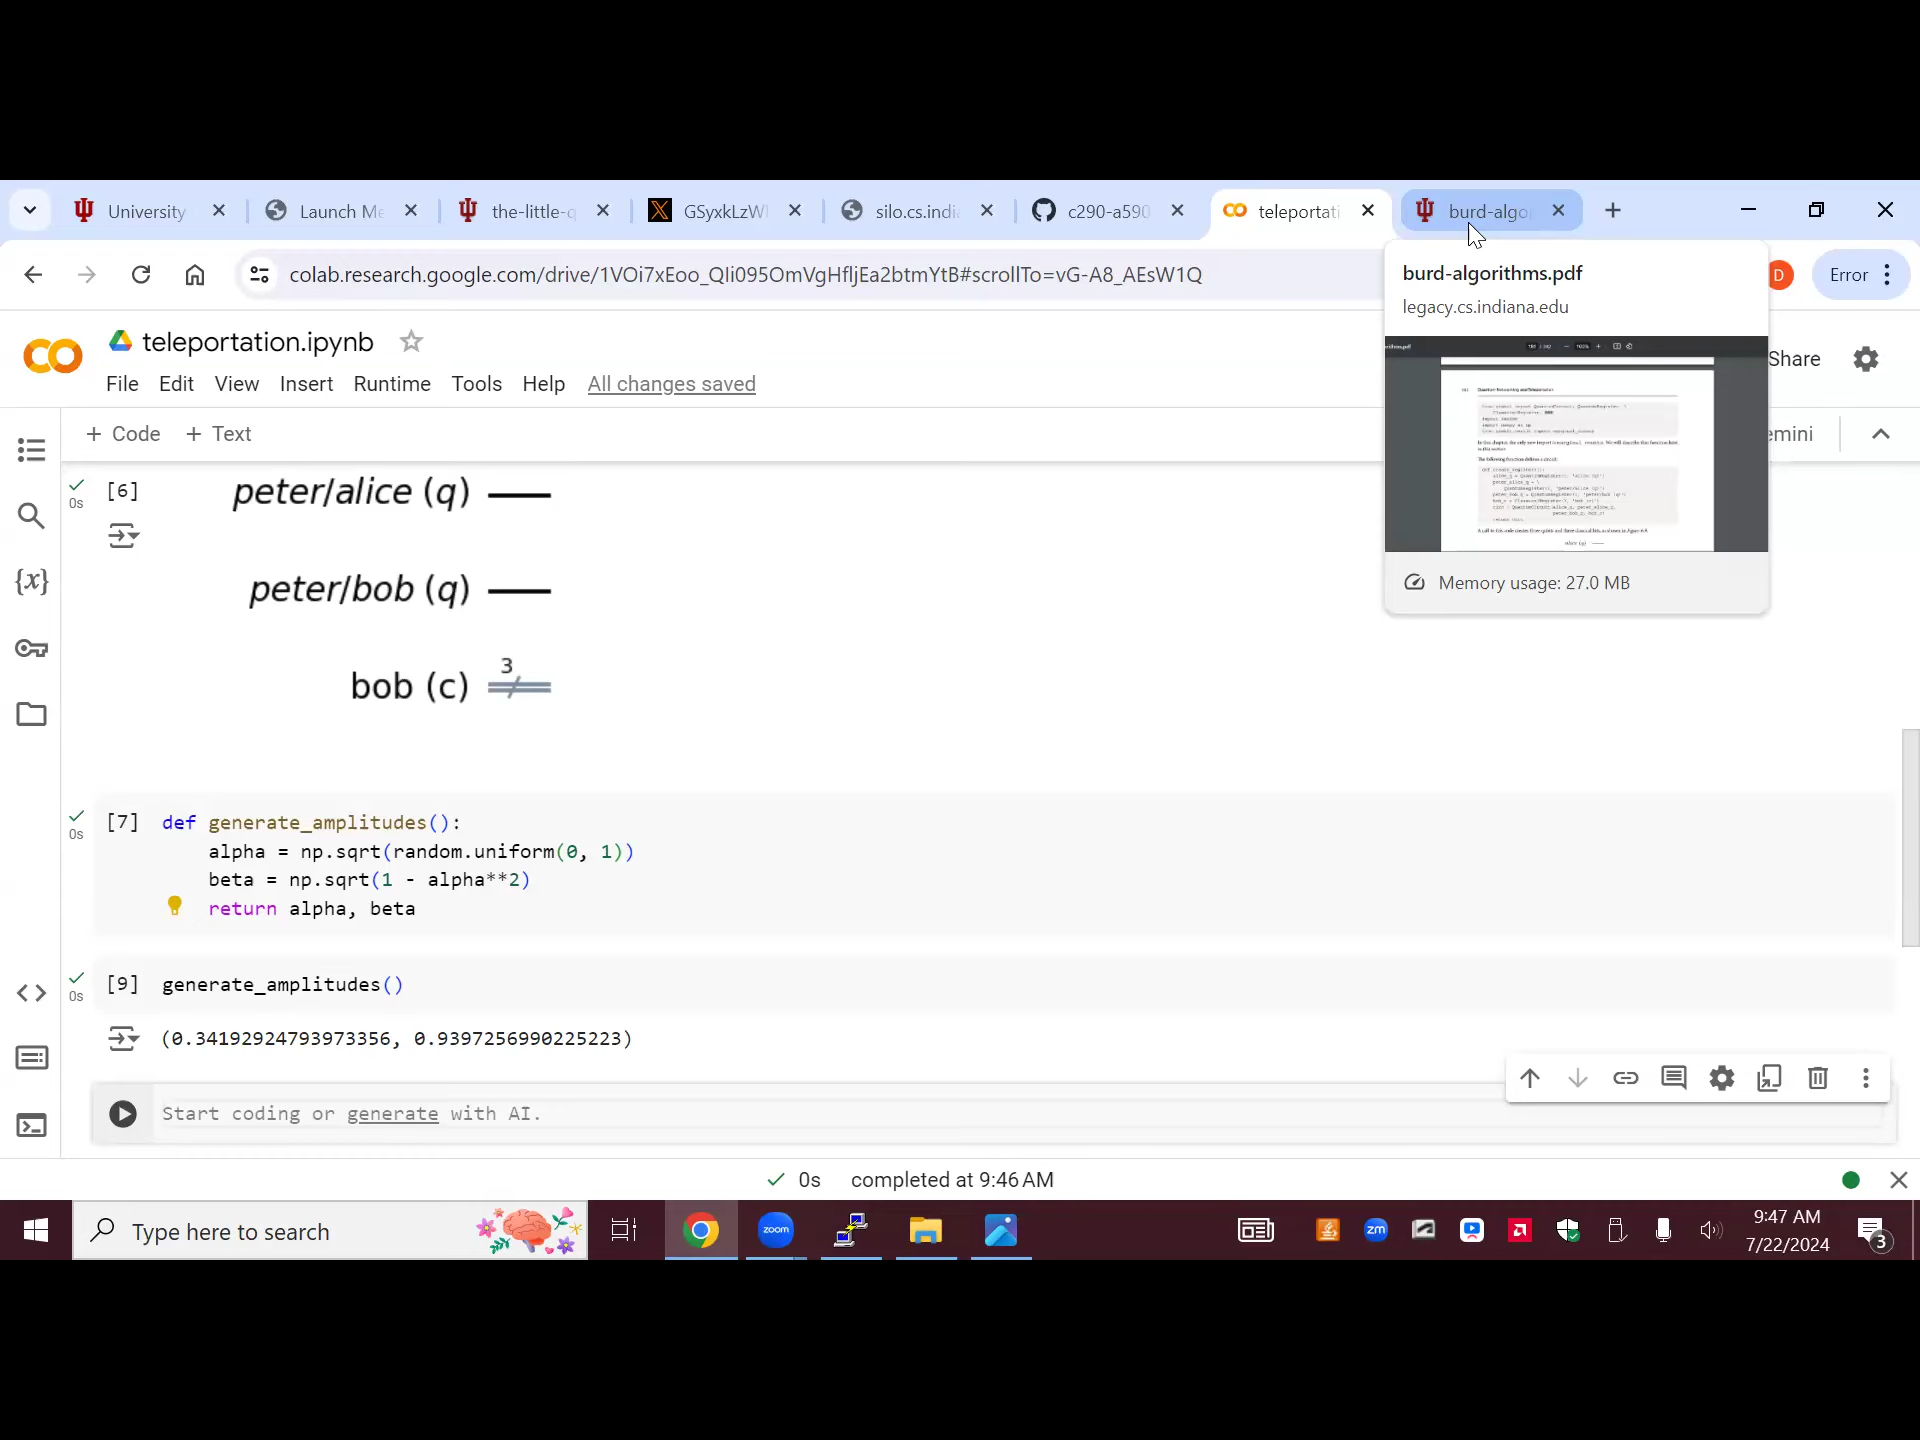 University
Launch Me
the-little-q
GSyxkLzW
silo.cs.indi
c290-a590
teleportati
burd-algo
colab.research.google.com/drive/1VOi7xEoo_QIi095OmVgHfljEa2btmYtB#scrollTo=vG-A8_AEsW1Q
D
Error
burd-algorithms.pdf
legacy.cs.indiana.edu
teleportation.ipynb
Share
File Edit View Insert Runtime Tools Help All changes saved
+ Code + Text
emini
Memory usage: 27.0 MB
[6]
0s
peter/alice (q)
peter/bob (q)
3
bob (c)
[7] def generate_amplitudes():
0s
alpha = np.sqrt(random.uniform(0, 1))
beta = np.sqrt(1 - alpha**2)
return alpha, beta
[9] generate_amplitudes()
0s
(0.34192924793973356, 0.9397256990225223)
Start coding or generate with AI.
0s completed at 9:46 AM
Type here to search
zoom
zm
9:47 AM
7/22/2024
3